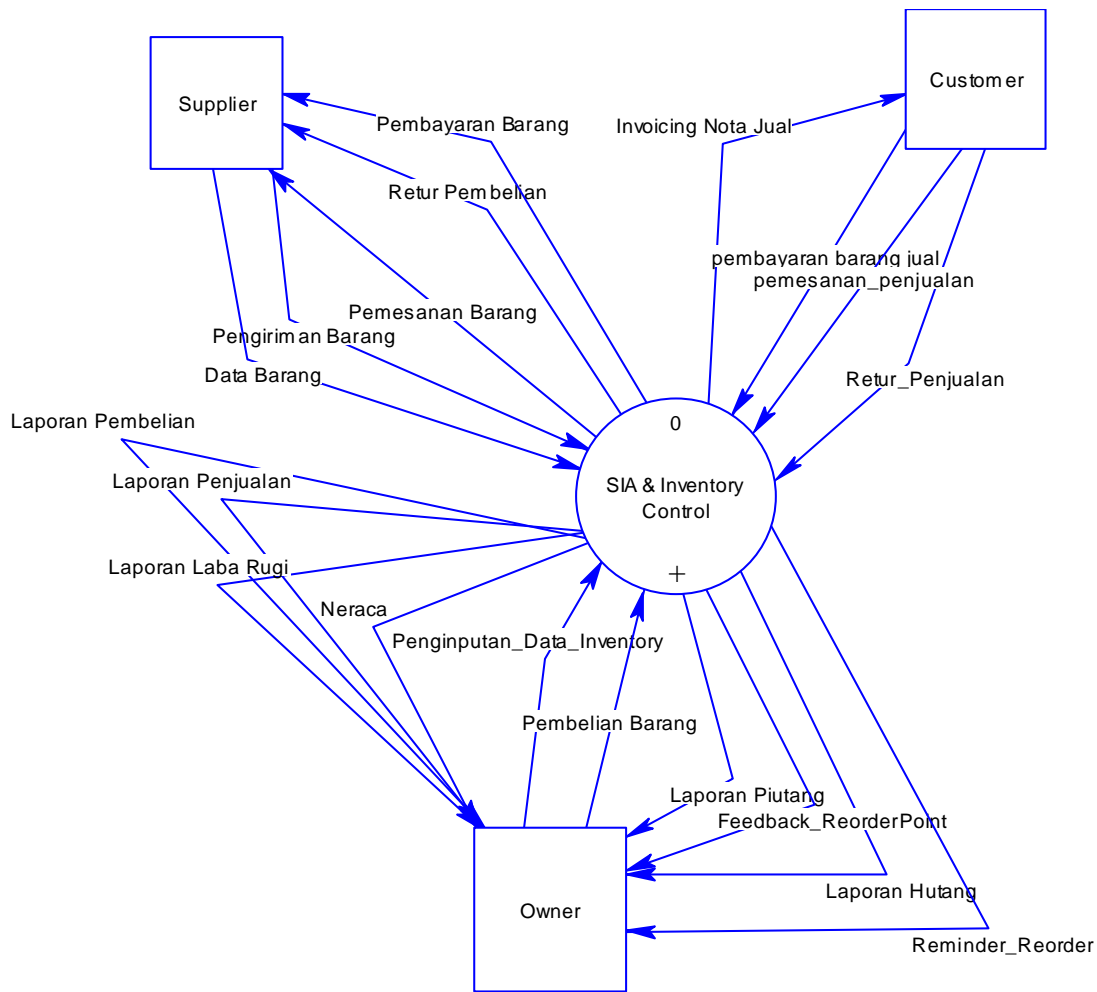 Customer
Supplier
Pembayaran Barang
Invoicing Nota Jual
Retur Pembelian
pembayaran barang jual
pemesanan_penjualan
Pemesanan Barang
Pengiriman Barang
Data Barang
Retur_Penjualan
Laporan Pembelian
0
Laporan Penjualan
SIA & Inventory
Control
Laporan Laba Rugi
+
Neraca
Penginputan_Data_Inventory
Pembelian Barang
Laporan Piutang
Feedback_ReorderPoint
Laporan Hutang
Owner
Reminder_Reorder